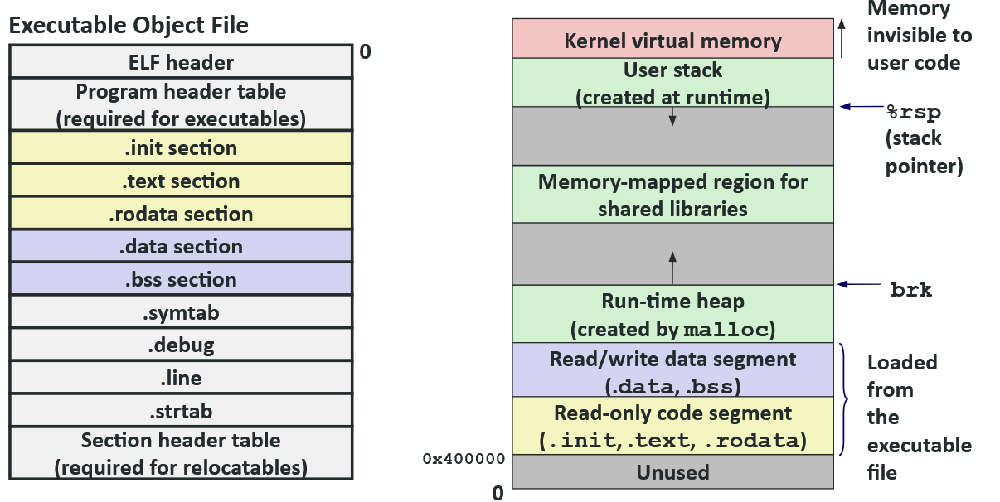 Executable Object File
0
ELF header
Program header table
(required for executables)
.init section
.text section
.rodata section
.data section
.bss section
.symtab
.debug
.line
.strtab
Section header table
(required for relocatables)
Kernel virtual memory
Memory
invisible to
user code
User stack
(created at runtime)
%rsp
(stack
pointer)
Memory-mapped region for
shared libraries
brk
Run-time heap
(created by malloc)
Read/write data segment
(.data, .bss)
Read-only code segment
(.init, .text, .rodata)
Loaded
from
the
executable
file
0x400000
Unused
0